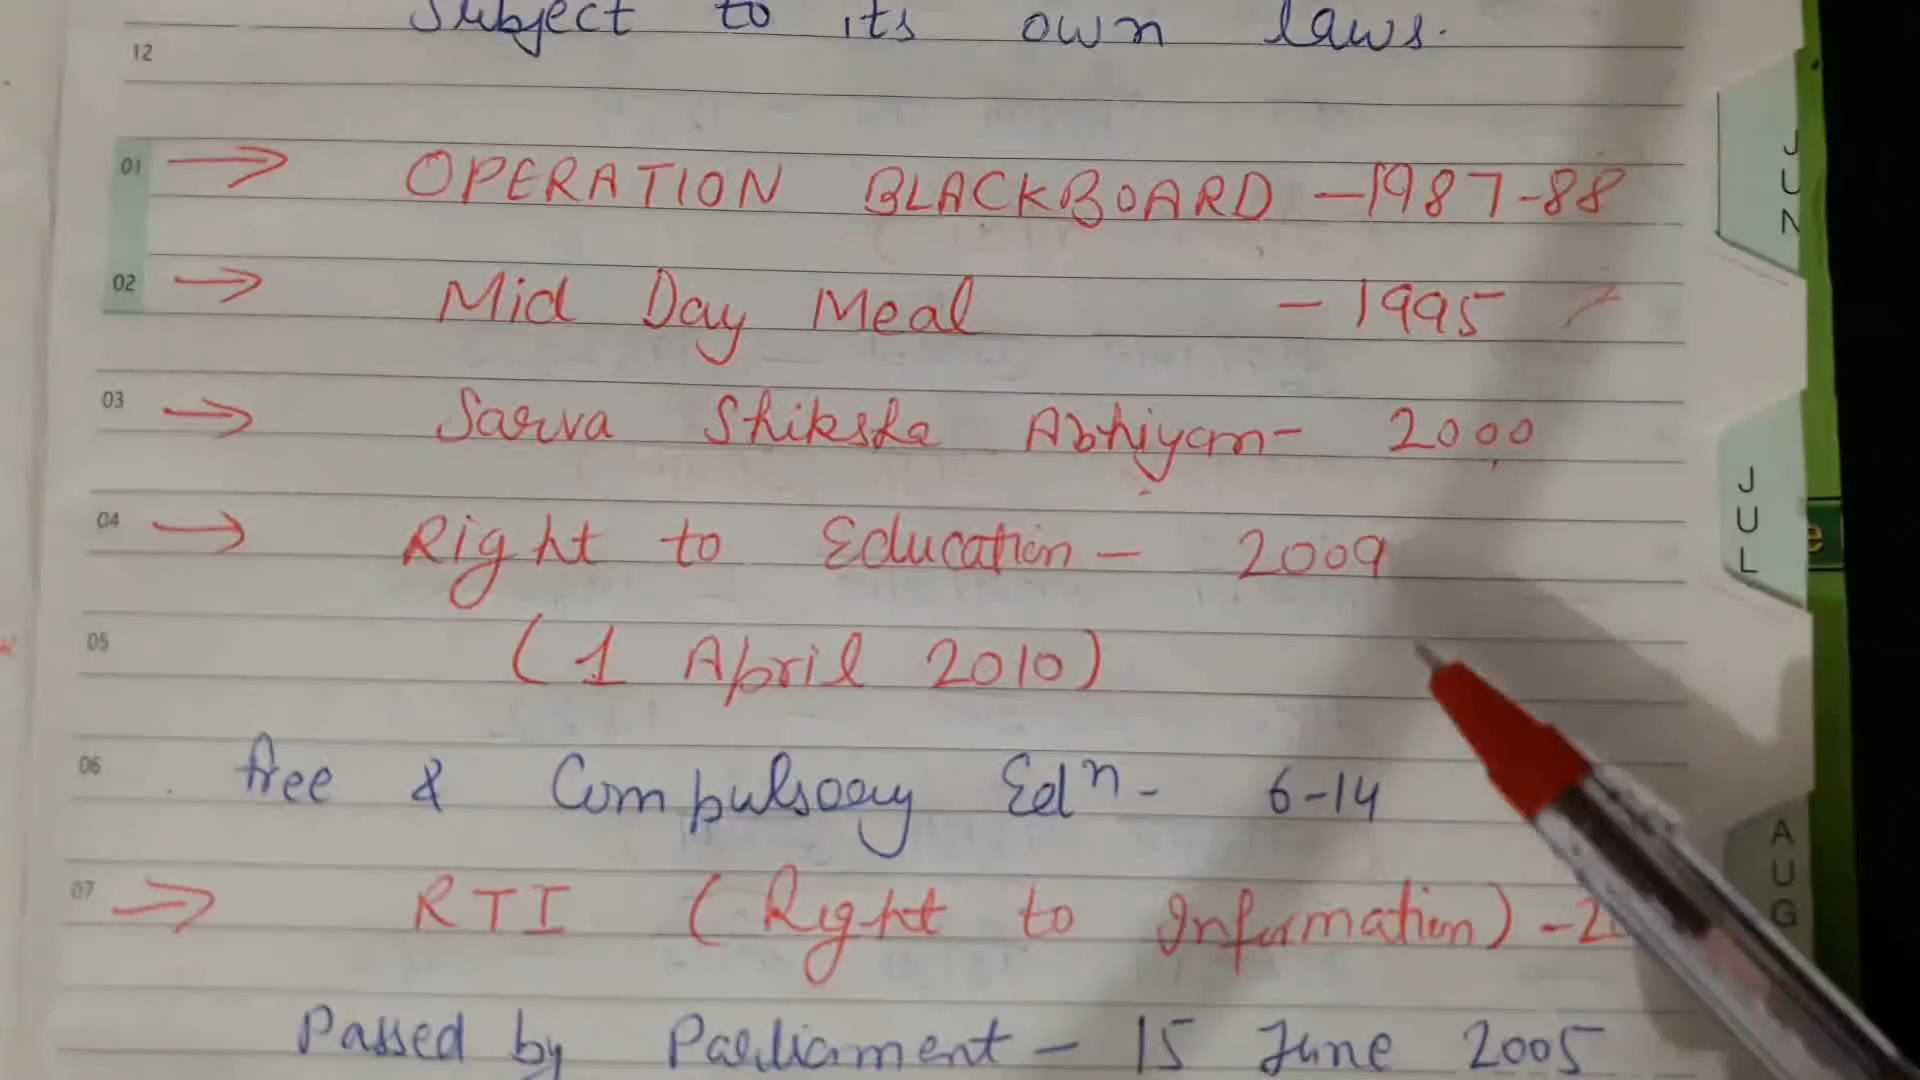 Subject to its own laws.
12
01 → OPERATION BLACKBOARD - 1987-88
02 → Mid Day Meal - 1995
03 → Sarva Shiksha Abhiyan - 2000
04 → Right to Education - 2009
05 (1 April 2010)
06 free & Compulsory Edn - 6-14
07 → RTI (Right to Information) - 2
Passed by Parliament - 15 June 2005
JUN
JUL
e
AUG